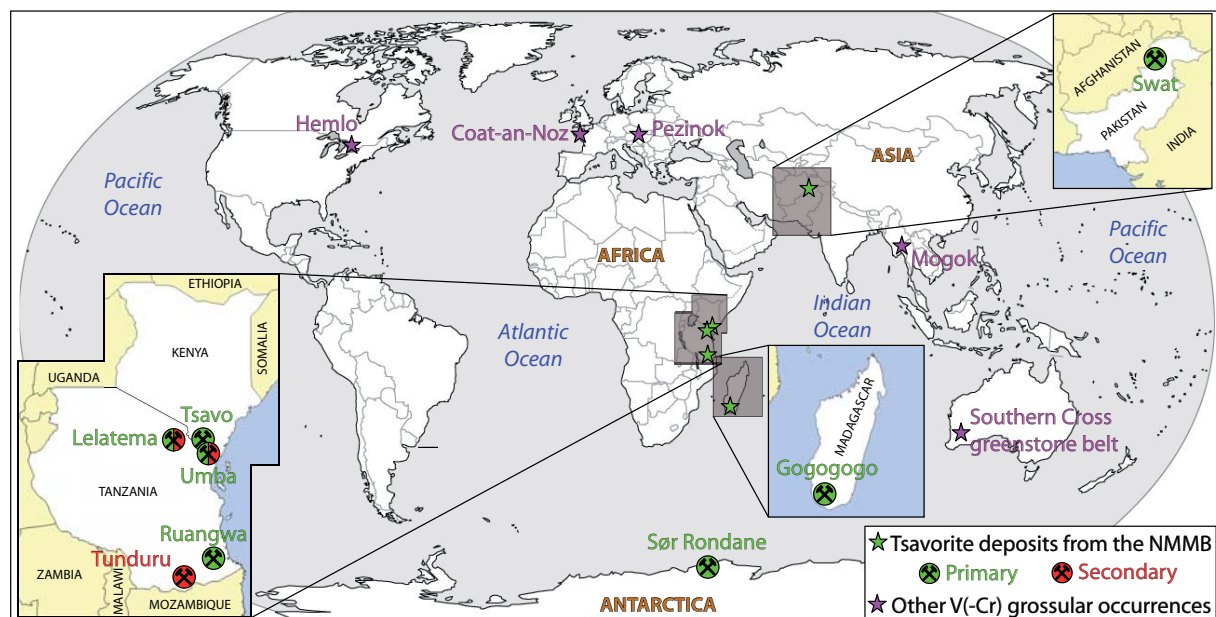 Hemlo
Coat-an-Noz
Pezinok
ASIA
Pacific
Ocean
AFGHANISTAN
Swat
PAKISTAN
INDIA
Pacific
Ocean
AFRICA
Mogok
Indian
Ocean
Atlantic
Ocean
ETHIOPIA
KENYA
SOMALIA
UGANDA
Tsavo
Lelatema
Umba
TANZANIA
Ruangwa
Tunduru
ZAMBIA
MALAWI
MOZAMBIQUE
MADAGASCAR
Gogogogo
Southern Cross
greenstone belt
Sør Rondane
ANTARCTICA
Tsavorite deposits from the NMMB
Primary
Secondary
Other V(-Cr) grossular occurrences